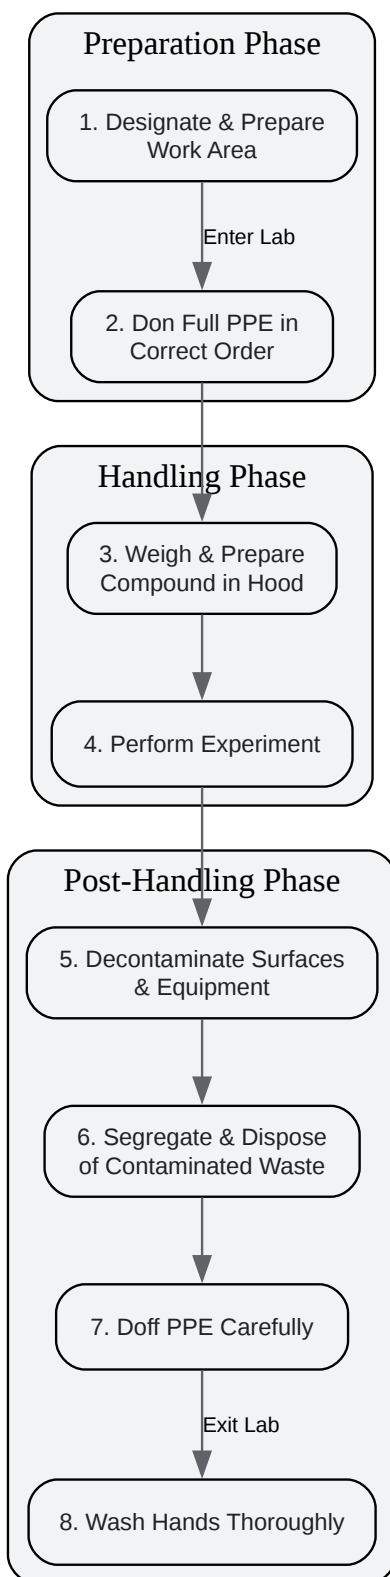 Preparation Phase
1. Designate & Prepare
Work Area
Enter Lab
2. Don Full PPE in
Correct Order
Handling Phase
3. Weigh & Prepare
Compound in Hood
4. Perform Experiment
Post-Handling Phase
5. Decontaminate Surfaces
& Equipment
6. Segregate & Dispose
of Contaminated Waste
7. Doff PPE Carefully
Exit Lab
8. Wash Hands Thoroughly